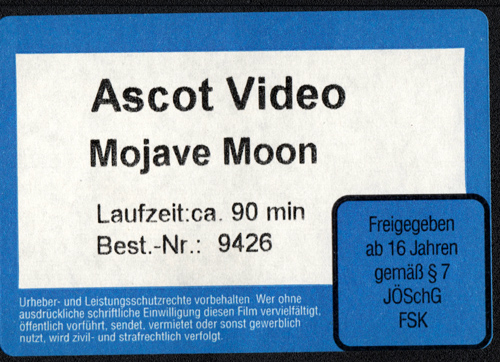 Ascot Video
Mojave Moon
Laufzeit:ca. 90 min
Best.-Nr.: 9426
Freigegeben
ab 16 Jahren
gemäß § 7
JÖSchG
FSK
Urheber- und Leistungsschutzrechte vorbehalten. Wer ohne
ausdrückliche schriftliche Einwilligung diesen Film vervielfältigt,
öffentlich vorführt, sendet, vermietet oder sonst gewerblich
nutzt, wird zivil- und strafrechtlich verfolgt.